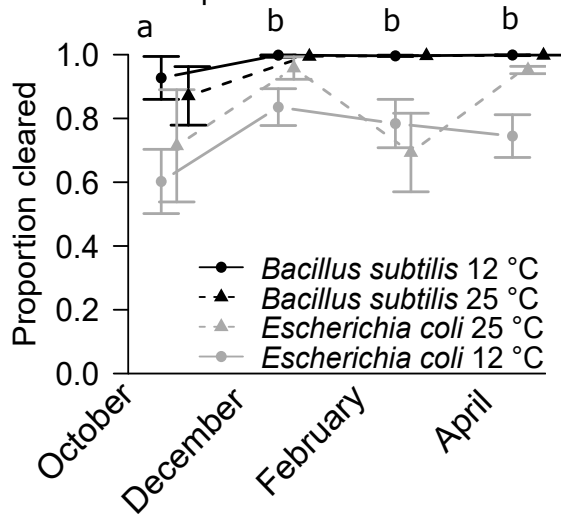 a b b b
1.0
0.8
0.6
0.4
0.2
0.0
Proportion cleared
Bacillus subtilis 12 °C
Bacillus subtilis 25 °C
Escherichia coli 25 °C
Escherichia coli 12 °C
October
December
February
April